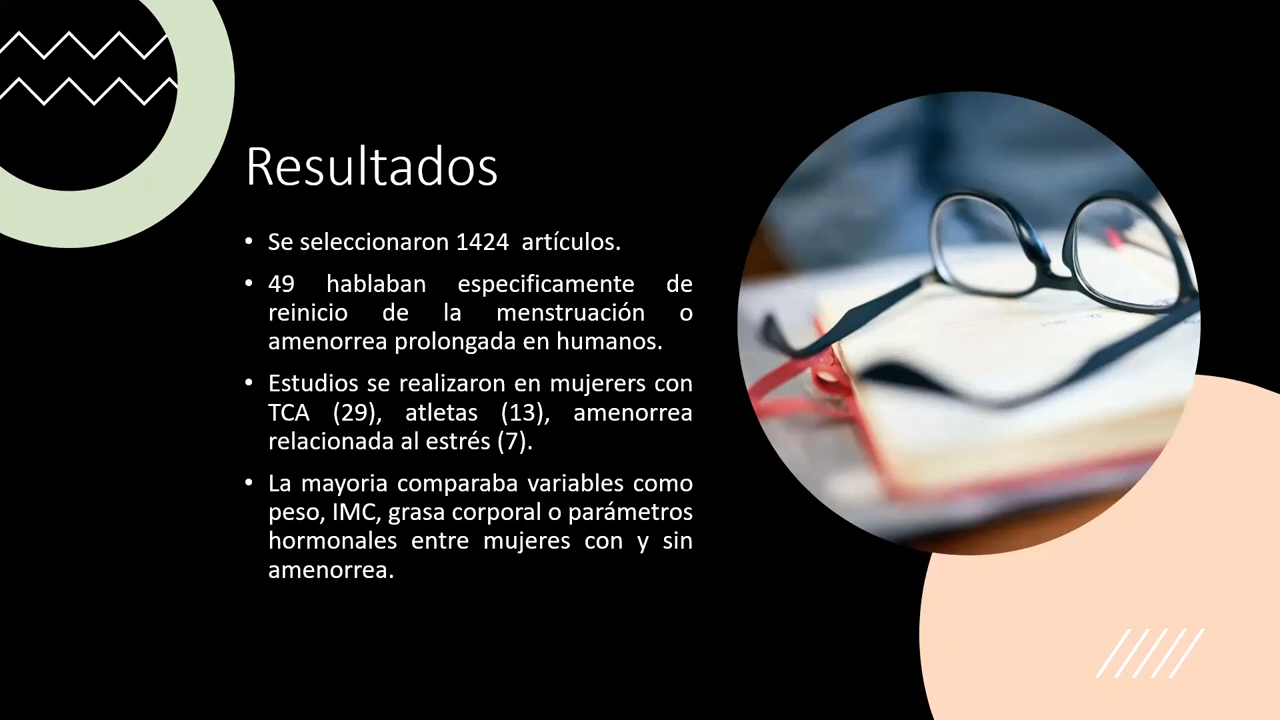 Resultados
• Se seleccionaron 1424  artículos.
• 49 hablaban especificamente de
reinicio de la menstruación o
amenorrea prolongada en humanos.
• Estudios se realizaron en mujerers con
TCA (29), atletas (13), amenorrea
relacionada al estrés (7).
• La mayoria comparaba variables como
peso, IMC, grasa corporal o parámetros
hormonales entre mujeres con y sin
amenorrea.